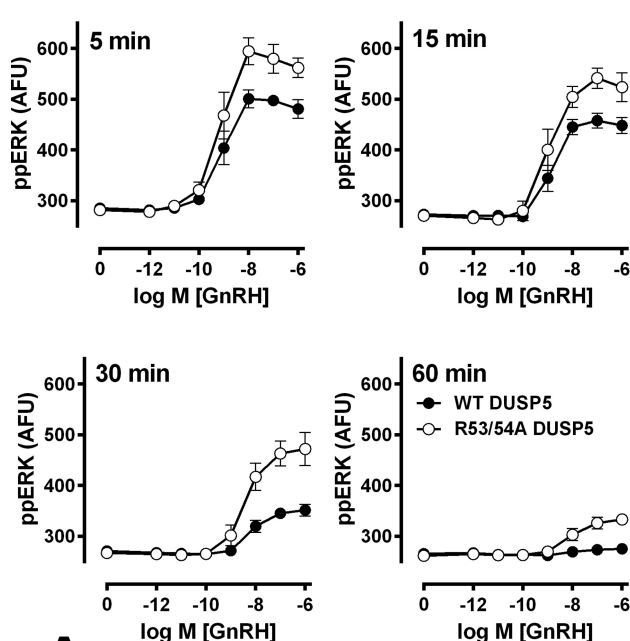 5 min
ppERK (AFU)
600
500
400
300
0 -12 -10 -8 -6
log M [GnRH]
15 min
ppERK (AFU)
600
500
400
300
0 -12 -10 -8 -6
log M [GnRH]
30 min
ppERK (AFU)
600
500
400
300
0 -12 -10 -8 -6
log M [GnRH]
60 min
WT DUSP5
R53/54A DUSP5
ppERK (AFU)
600
500
400
300
0 -12 -10 -8 -6
log M [GnRH]